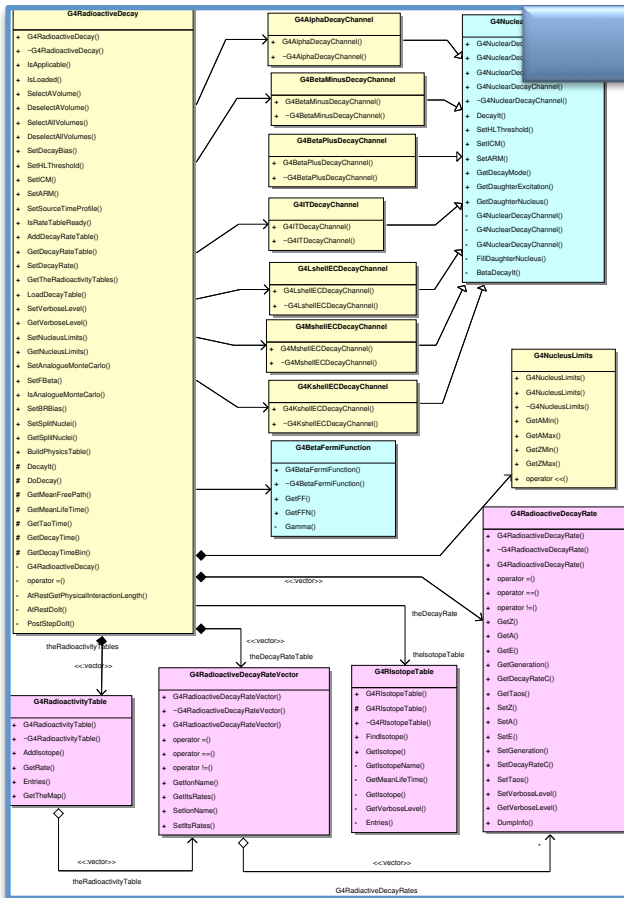 G4RadioactiveDecay
+ G4RadioactiveDecay()
+ ~G4RadioactiveDecay()
+ IsApplicable()
+ IsLoaded()
+ SelectAVolume()
+ DeselectAVolume()
+ SelectAllVolumes()
+ DeselectAllVolumes()
+ SetDecayBias()
+ SetHLThreshold()
+ SetICM()
+ SetARM()
+ SetSourceTimeProfile()
+ IsRateTableReady()
+ AddDecayRateTable()
+ GetDecayRateTable()
+ SetDecayRate()
+ GetTheRadioactivityTables()
+ LoadDecayTable()
+ SetVerboseLevel()
+ GetVerboseLevel()
+ SetNucleusLimits()
+ GetNucleusLimits()
+ SetAnalogueMonteCarlo()
+ SetFBeta()
+ IsAnalogueMonteCarlo()
+ SetBRBias()
+ SetSplitNuclei()
+ GetSplitNuclei()
+ BuildPhysicsTable()
# DecayIt()
# DoDecay()
# GetMeanFreePath()
# GetMeanLifeTime()
# GetTaoTime()
# GetDecayTime()
# GetDecayTimeBin()
- G4RadioactiveDecay()
- operator =()
- AtRestGetPhysicalInteractionLength()
- AtRestDoIt()
- PostStepDoIt()
G4AlphaDecayChannel
+ G4AlphaDecayChannel()
+ ~G4AlphaDecayChannel()
G4BetaMinusDecayChannel
+ G4BetaMinusDecayChannel()
+ ~G4BetaMinusDecayChannel()
G4BetaPlusDecayChannel
+ G4BetaPlusDecayChannel()
+ ~G4BetaPlusDecayChannel()
G4ITDecayChannel
+ G4ITDecayChannel()
+ ~G4ITDecayChannel()
G4LshellECDecayChannel
+ G4LshellECDecayChannel()
+ ~G4LshellECDecayChannel()
G4MshellECDecayChannel
+ G4MshellECDecayChannel()
+ ~G4MshellECDecayChannel()
G4KshellECDecayChannel
+ G4KshellECDecayChannel()
+ ~G4KshellECDecayChannel()
G4BetaFermiFunction
+ G4BetaFermiFunction()
+ ~G4BetaFermiFunction()
+ GetFF()
+ GetFFN()
- Gamma()
G4Nuclear
+ G4NuclearDec
+ G4NuclearDec
+ G4NuclearDec
+ G4NuclearDecayChannel()
+ ~G4NuclearDecayChannel()
+ DecayIt()
+ SetHLThreshold()
+ SetICM()
+ SetARM()
+ GetDecayMode()
+ GetDaughterExcitation()
+ GetDaughterNucleus()
- G4NuclearDecayChannel()
- G4NuclearDecayChannel()
- G4NuclearDecayChannel()
- FillDaughterNucleus()
- BetaDecayIt()
G4NucleusLimits
+ G4NucleusLimits()
+ G4NucleusLimits()
+ ~G4NucleusLimits()
+ GetAMin()
+ GetAMax()
+ GetZMin()
+ GetZMax()
+ operator <<()
G4RadioactiveDecayRate
+ G4RadioactiveDecayRate()
+ ~G4RadioactiveDecayRate()
+ G4RadioactiveDecayRate()
+ operator =()
+ operator ==()
+ operator !=()
+ GetZ()
+ GetA()
+ GetE()
+ GetGeneration()
+ GetDecayRateC()
+ GetTaos()
+ SetZ()
+ SetA()
+ SetE()
+ SetGeneration()
+ SetDecayRateC()
+ SetTaos()
+ SetVerboseLevel()
+ GetVerboseLevel()
+ DumpInfo()
<<:vector>>
theDecayRate
theRadioactivityTables
<<:vector>>
<<:vector>>
theDecayRateTable
theIsotopeTable
G4RadioactivityTable
+ G4RadioactivityTable()
+ ~G4RadioactivityTable()
+ AddIsotope()
+ GetRate()
+ Entries()
+ GetTheMap()
G4RadioactiveDecayRateVector
+ G4RadioactiveDecayRateVector()
+ ~G4RadioactiveDecayRateVector()
+ G4RadioactiveDecayRateVector()
+ operator =()
+ operator ==()
+ operator !=()
+ GetIonName()
+ GetItsRates()
+ SetIonName()
+ SetItsRates()
G4RIsotopeTable
+ G4RIsotopeTable()
# G4RIsotopeTable()
+ ~G4RIsotopeTable()
+ FindIsotope()
+ GetIsotope()
- GetIsotopeName()
- GetMeanLifeTime()
- GetIsotope()
- GetVerboseLevel()
- Entries()
<<:vector>>
theRadioactivityTable
<<:vector>>
*
G4RadiactiveDecayRates